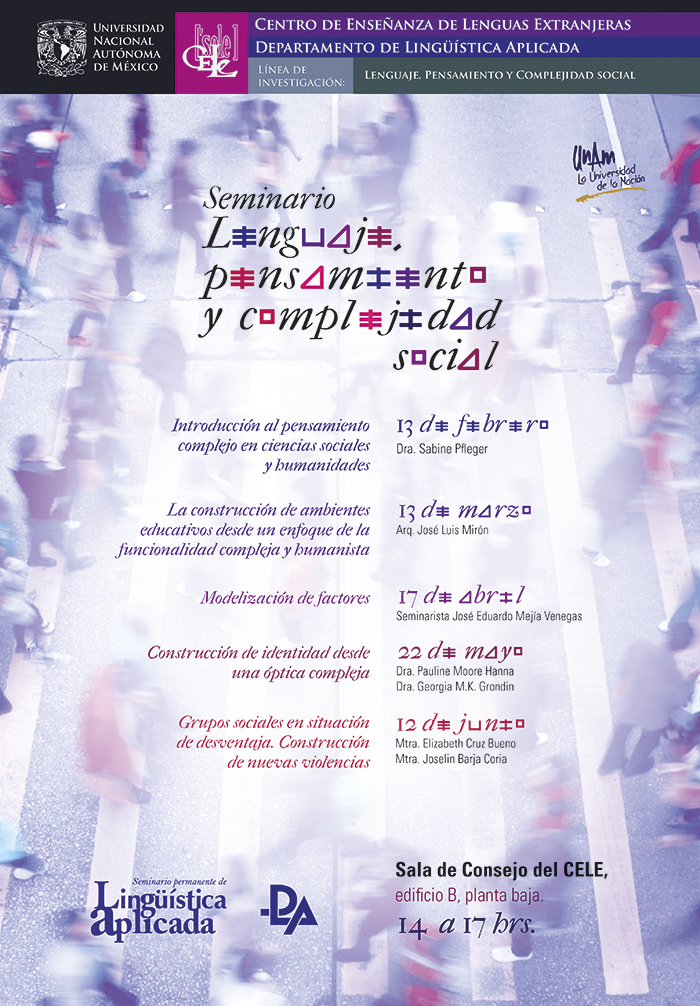 UNIVERSIDAD
NACIONAL
AUTÓNOMA
DE MÉXICO
[sele]
CELE
CENTRO DE ENSEÑANZA DE LENGUAS EXTRANJERAS
DEPARTAMENTO DE LINGÜÍSTICA APLICADA
LÍNEA DE
INVESTIGACIÓN:
LENGUAJE, PENSAMIENTO Y COMPLEJIDAD SOCIAL
UNAM
La Universidad
de la Nación
Seminario
Lenguaje,
pensamiento
y complejidad
social
Introducción al pensamiento
complejo en ciencias sociales
y humanidades
13 de febrero
Dra. Sabine Pfleger
La construcción de ambientes
educativos desde un enfoque de la
funcionalidad compleja y humanista
13 de marzo
Arq. José Luis Mirón
Modelización de factores
17 de abril
Seminarista José Eduardo Mejía Venegas
Construcción de identidad desde
una óptica compleja
22 de mayo
Dra. Pauline Moore Hanna
Dra. Georgia M.K. Grondin
Grupos sociales en situación
de desventaja. Construcción
de nuevas violencias
12 de junio
Mtra. Elizabeth Cruz Bueno
Mtra. Joselin Barja Coria
Seminario permanente de
Lingüística
aplicada
DLA
Sala de Consejo del CELE,
edificio B, planta baja.
14 a 17 hrs.